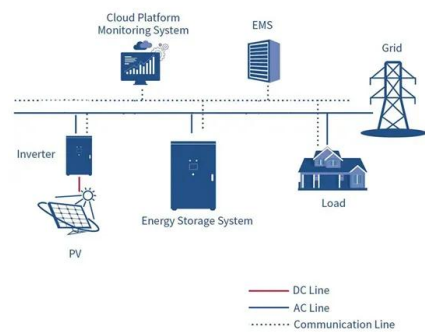 Cloud Platform
Monitoring System
EMS
Grid
Inverter
Energy Storage System
Load
PV
DC Line
AC Line
Communication Line